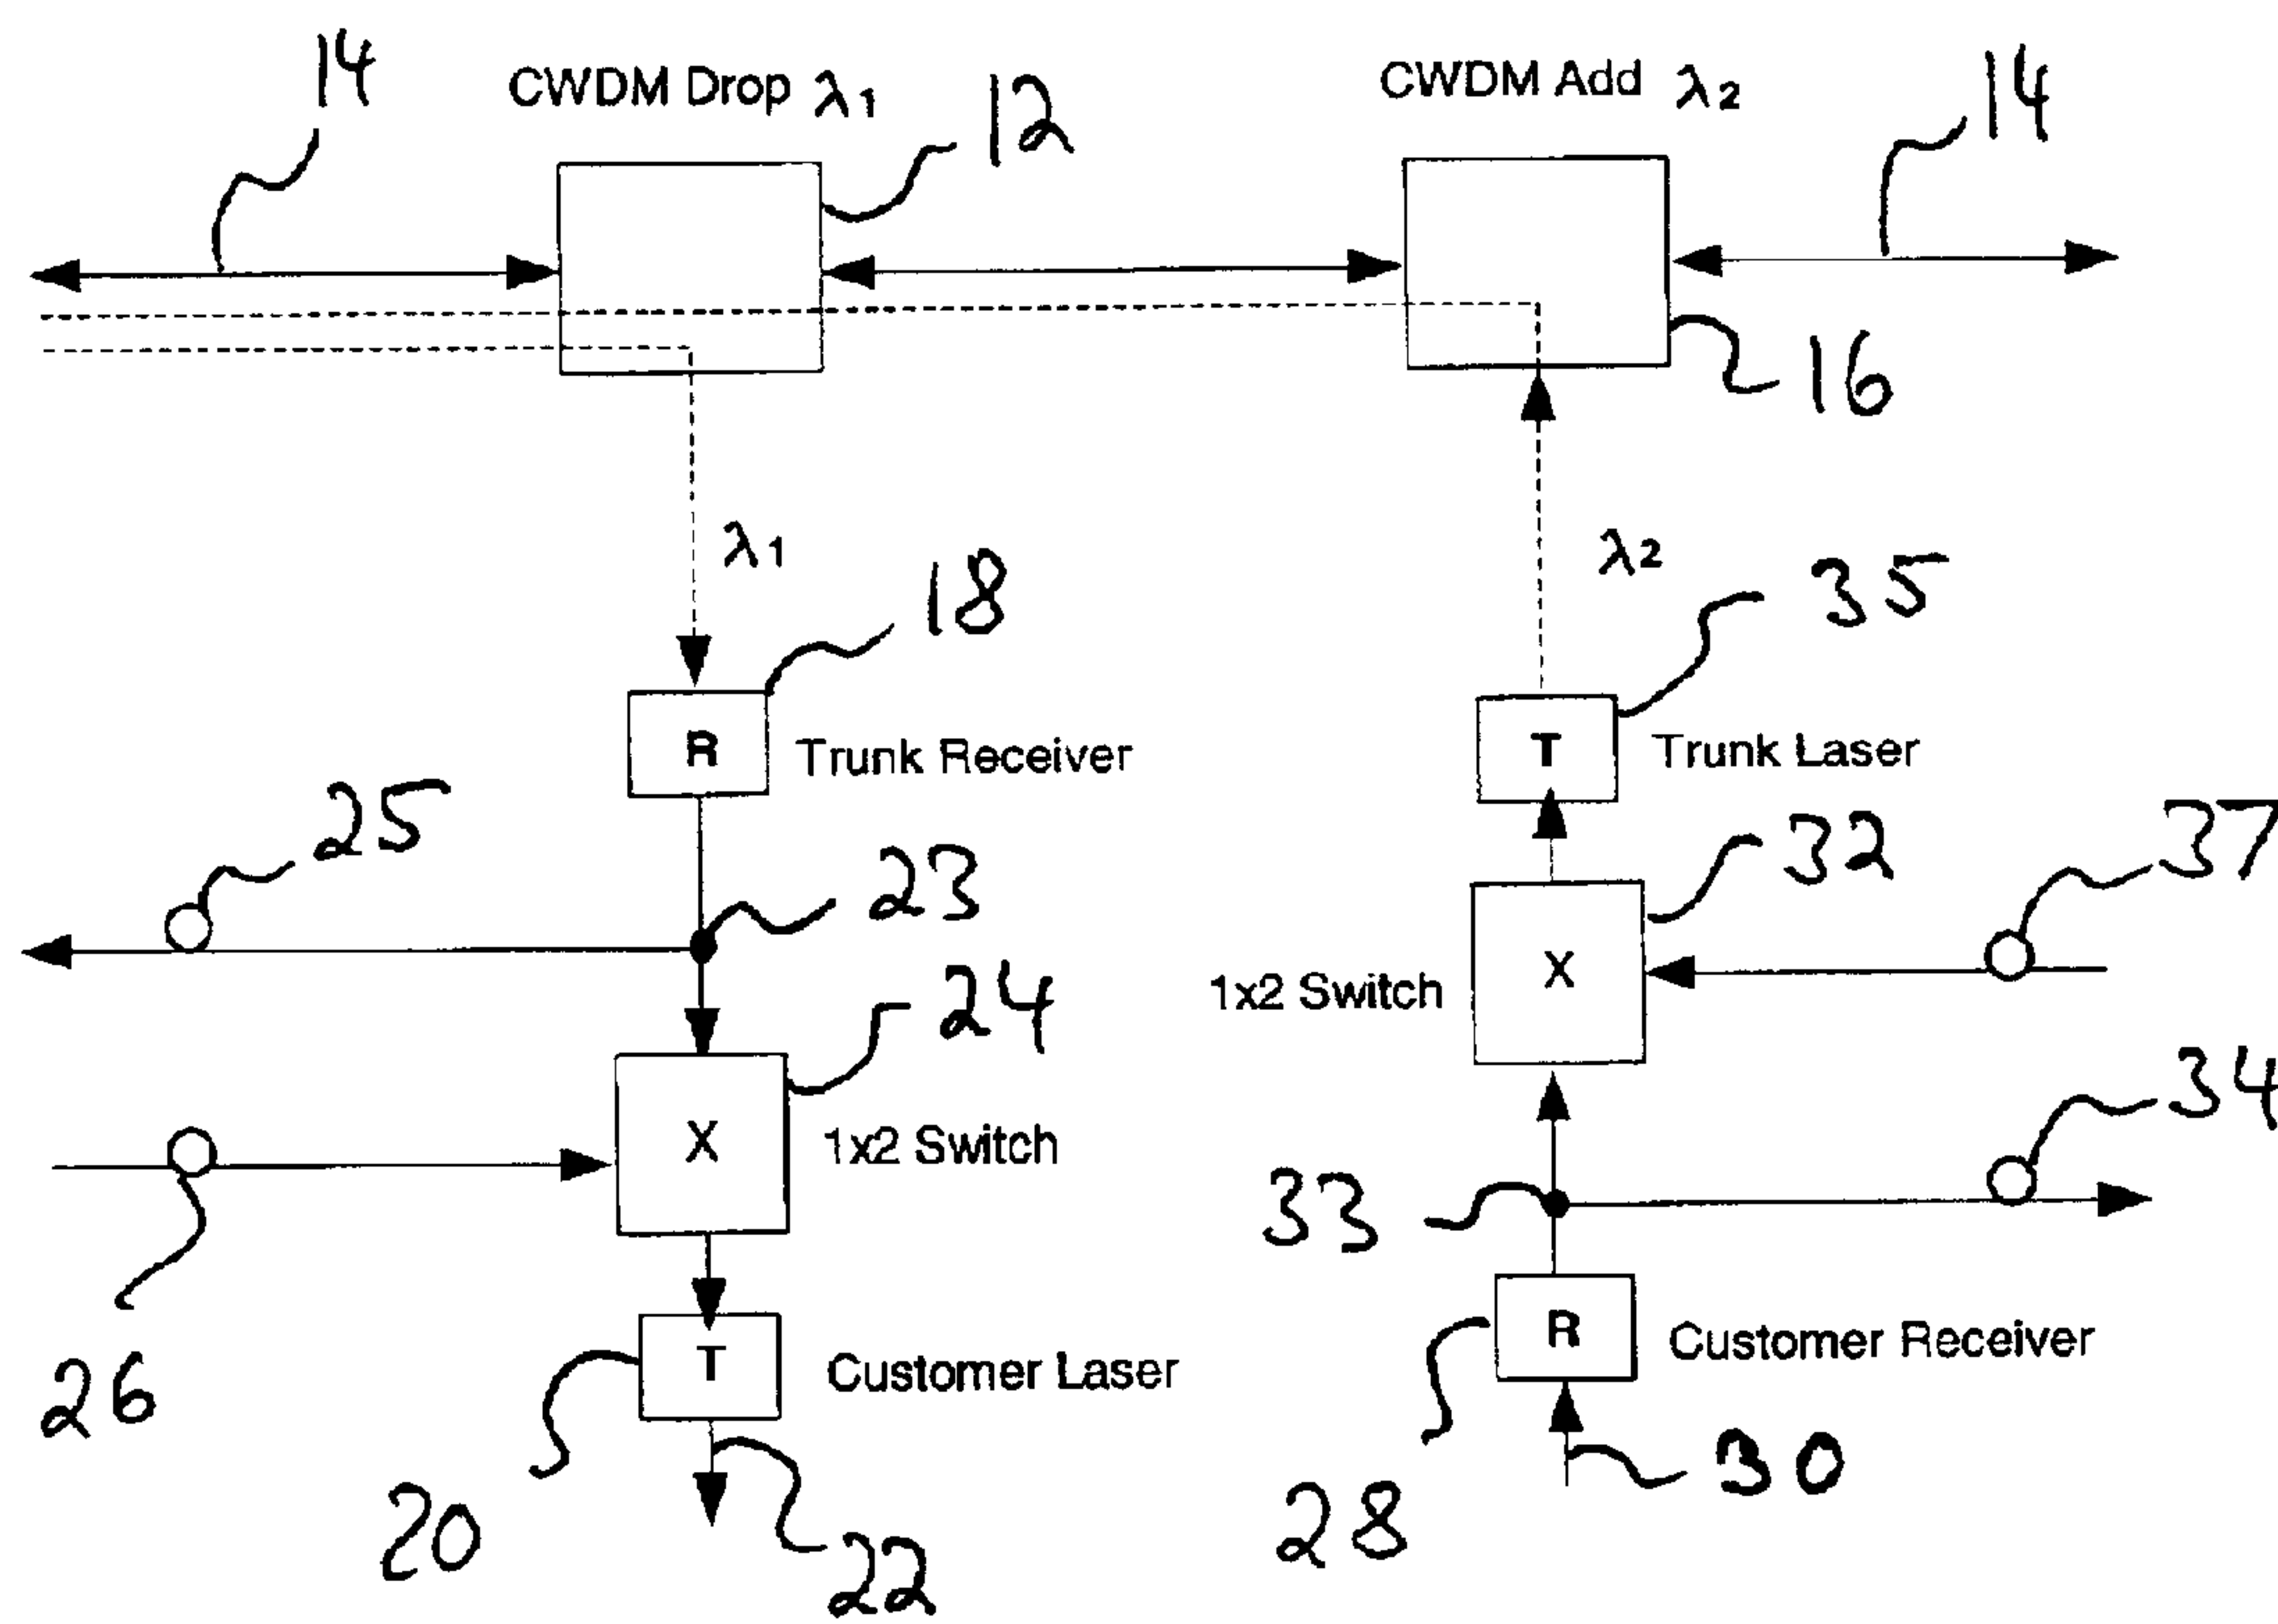 14
CWDM Drop λ1
12
CWDM Add λ2
14
16
λ1
λ2
18
35
R
Trunk Receiver
T
Trunk Laser
25
23
32
37
X
1x2 Switch
24
34
X
1x2 Switch
33
26
T
Customer Laser
R
Customer Receiver
20
22
28
30